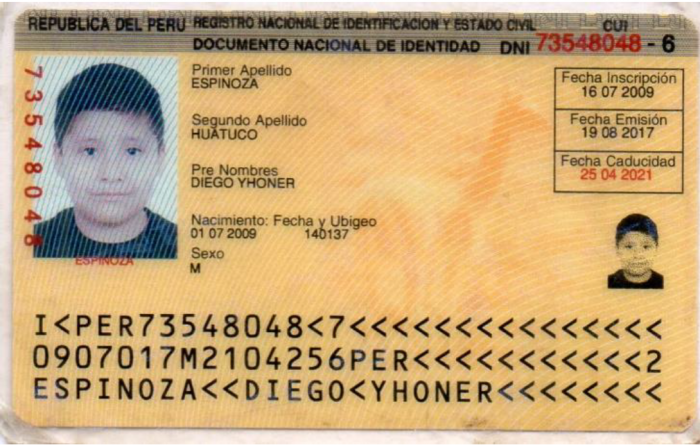 REPUBLICA DEL PERU REGISTRO NACIONAL DE IDENTIFICACION Y ESTADO CIVIL
CUI
DOCUMENTO NACIONAL DE IDENTIDAD DNI 73548048 - 6
73548048
Primer Apellido
ESPINOZA
Segundo Apellido
HUATUCO
Pre Nombres
DIEGO YHONER
Nacimiento: Fecha y Ubigeo
01 07 2009 140137
Sexo
M
Fecha Inscripción
16 07 2009
Fecha Emisión
19 08 2017
Fecha Caducidad
25 04 2021
ESPINOZA
I<PER73548048<7<<<<<<<<<<<<<<<
0907017M2104256PER<<<<<<<<<<<2
ESPINOZA<<DIEGO<YHONER<<<<<<<<